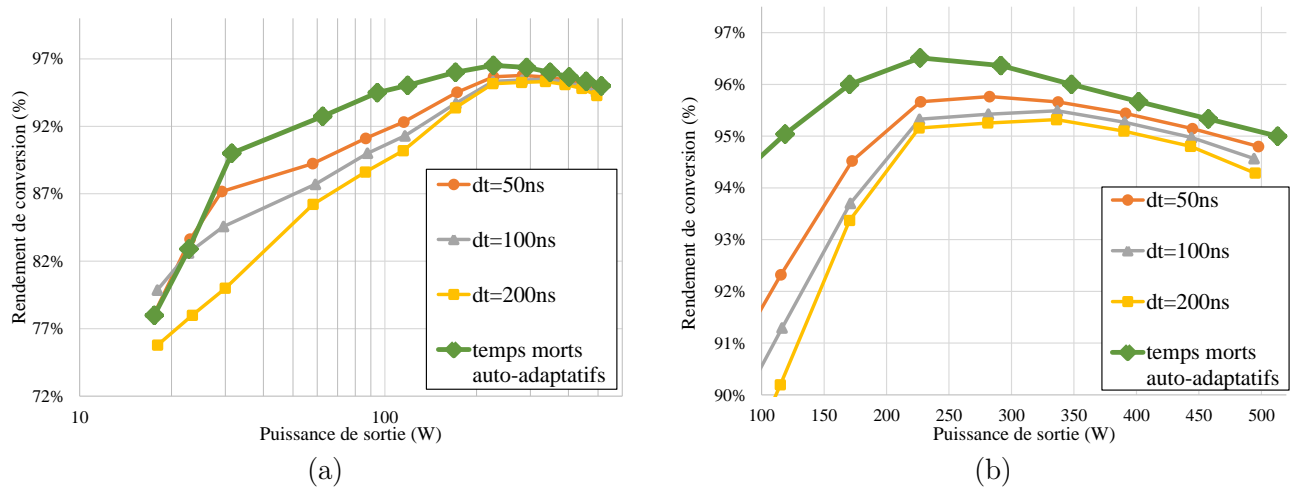 97%
92%
87%
82%
77%
72%
Rendement de conversion (%)
10
100
Puissance de sortie (W)
dt=50ns
dt=100ns
dt=200ns
temps morts
auto-adaptatifs
(a)
97%
96%
95%
94%
93%
92%
91%
90%
Rendement de conversion (%)
100 150 200 250 300 350 400 450 500
Puissance de sortie (W)
dt=50ns
dt=100ns
dt=200ns
temps morts
auto-adaptatifs
(b)